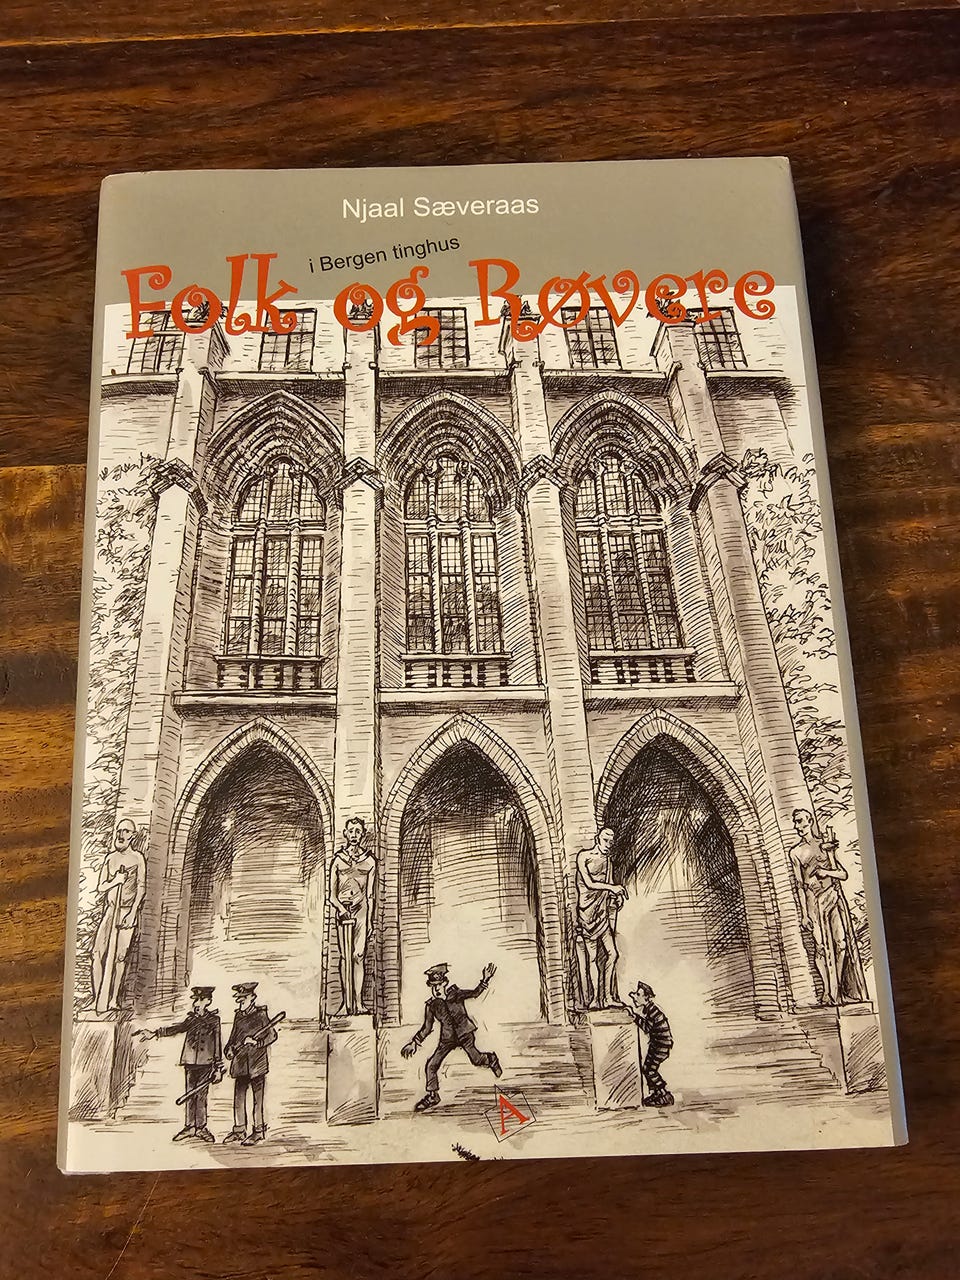 Njaal Sæveraas
i Bergen tinghus
Folk og Røvere
A